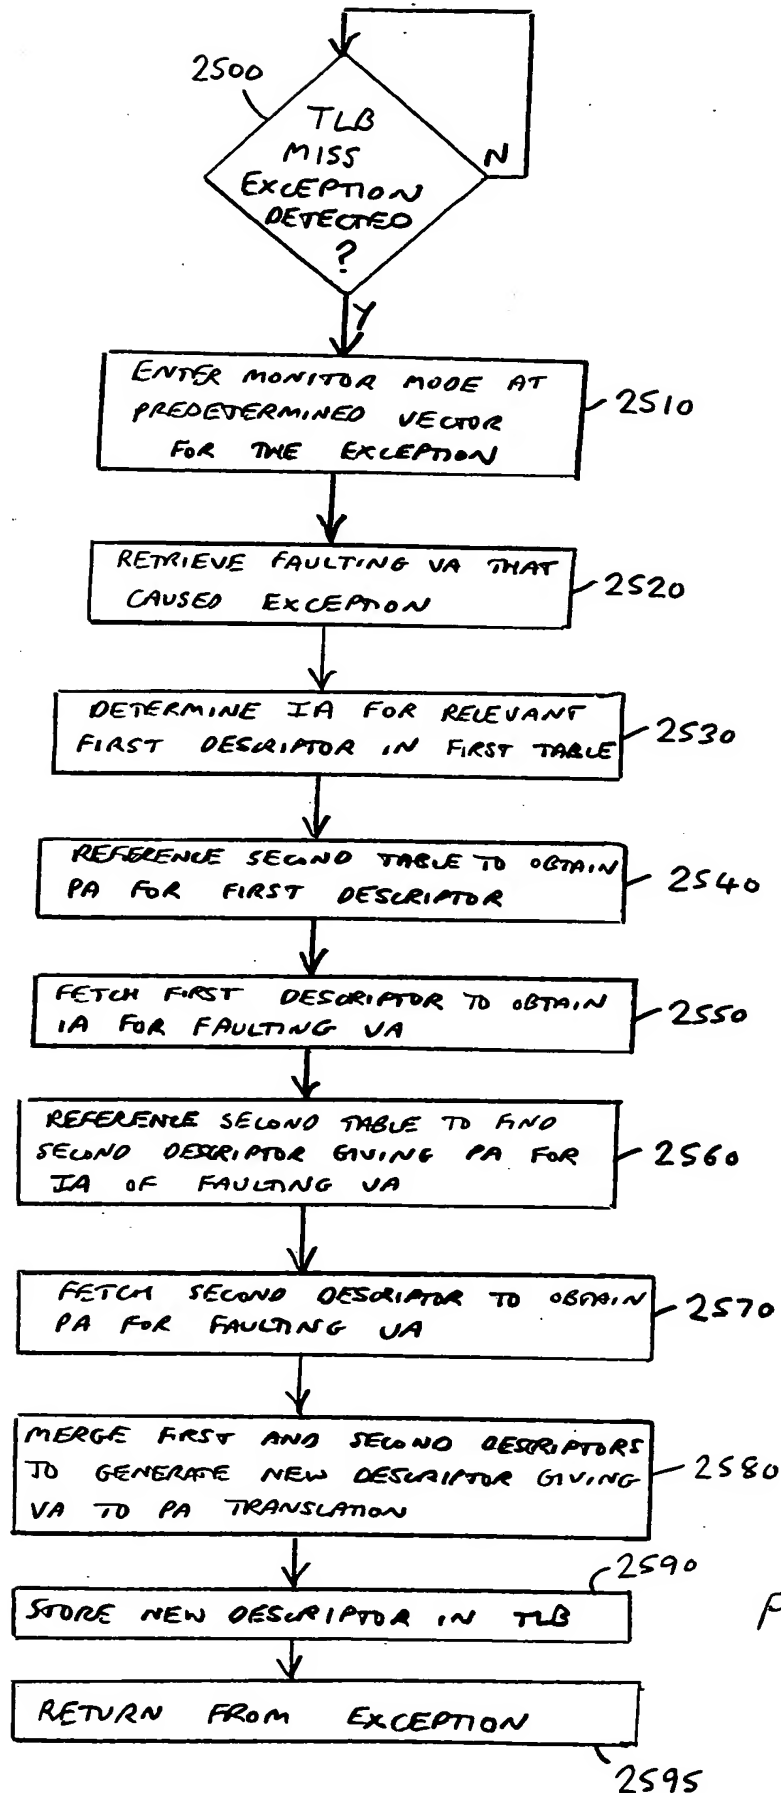 2500
TLB
MISS
EXCEPTION
DETECTED
?
N
Y
ENTER MONITOR MODE AT
PREDETERMINED VECTOR
FOR THE EXCEPTION
2510
RETRIEVE FAULTING VA THAT
CAUSED EXCEPTION
2520
DETERMINE IA FOR RELEVANT
FIRST DESCRIPTOR IN FIRST TABLE
2530
REFERENCE SECOND TABLE TO OBTAIN
PA FOR FIRST DESCRIPTOR
2540
FETCH FIRST DESCRIPTOR TO OBTAIN
IA FOR FAULTING VA
2550
REFERENCE SECOND TABLE TO FIND
SECOND DESCRIPTOR GIVING PA FOR
IA OF FAULTING VA
2560
FETCH SECOND DESCRIPTOR TO OBTAIN
PA FOR FAULTING VA
2570
MERGE FIRST AND SECOND DESCRIPTORS
TO GENERATE NEW DESCRIPTOR GIVING
VA TO PA TRANSLATION
2580
2590
STORE NEW DESCRIPTOR IN TLB
RETURN FROM EXCEPTION
2595